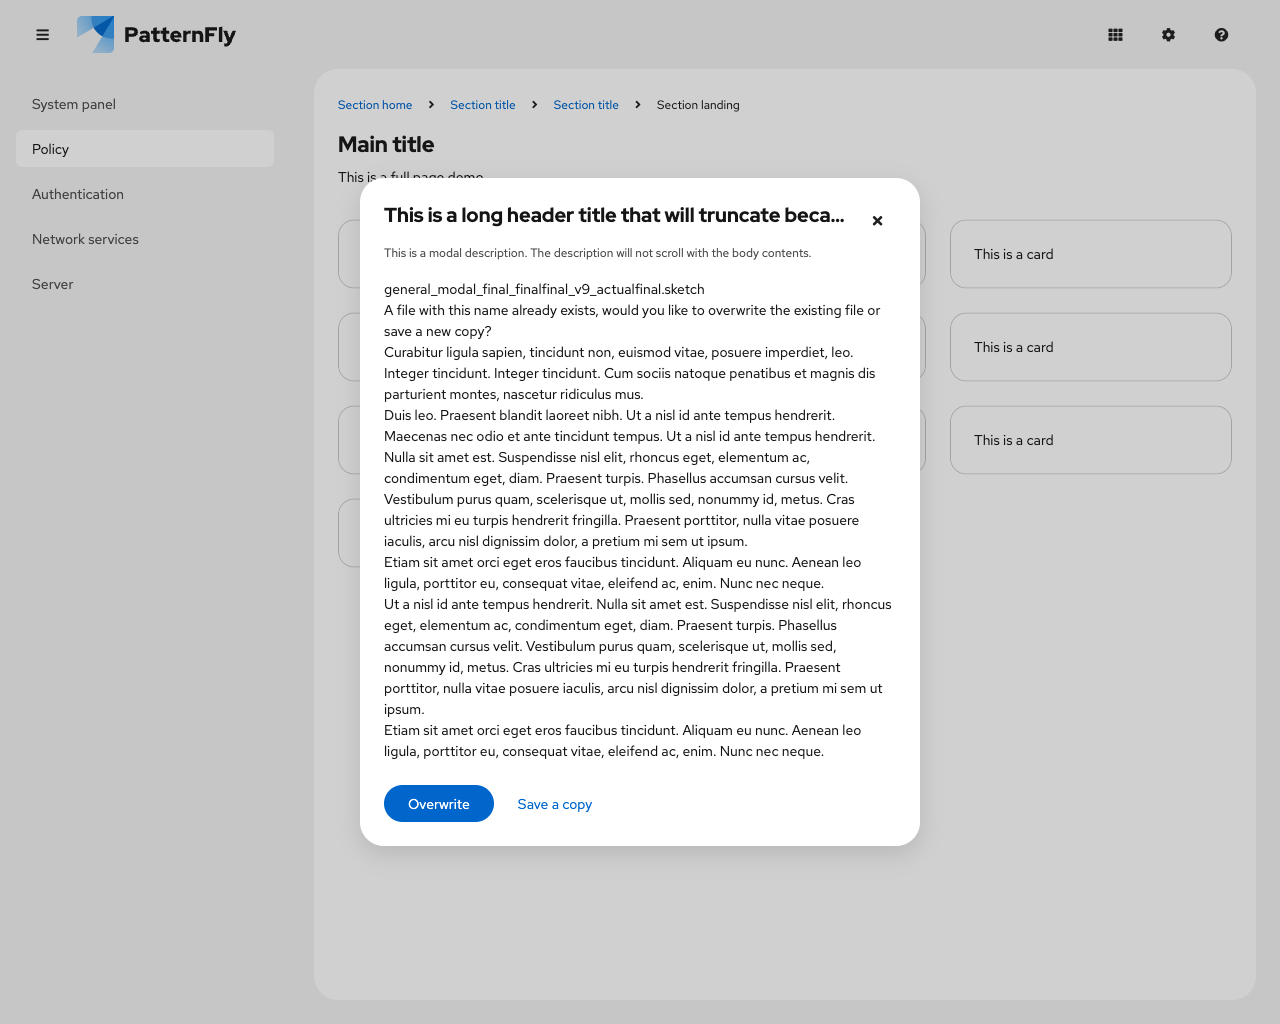 PatternFly
System panel
Policy
Authentication
Network services
Server
Section home
Section title
Section title
Section landing
Main title
This is a full page demo
This is a long header title that will truncate beca...
This is a modal description. The description will not scroll with the body contents.
general_modal_final_finalfinal_v9_actualfinal.sketch
A file with this name already exists, would you like to overwrite the existing file or
save a new copy?
Curabitur ligula sapien, tincidunt non, euismod vitae, posuere imperdiet, leo.
Integer tincidunt. Integer tincidunt. Cum sociis natoque penatibus et magnis dis
parturient montes, nascetur ridiculus mus.
Duis leo. Praesent blandit laoreet nibh. Ut a nisl id ante tempus hendrerit.
Maecenas nec odio et ante tincidunt tempus. Ut a nisl id ante tempus hendrerit.
Nulla sit amet est. Suspendisse nisl elit, rhoncus eget, elementum ac,
condimentum eget, diam. Praesent turpis. Phasellus accumsan cursus velit.
Vestibulum purus quam, scelerisque ut, mollis sed, nonummy id, metus. Cras
ultricies mi eu turpis hendrerit fringilla. Praesent porttitor, nulla vitae posuere
iaculis, arcu nisl dignissim dolor, a pretium mi sem ut ipsum.
Etiam sit amet orci eget eros faucibus tincidunt. Aliquam eu nunc. Aenean leo
ligula, porttitor eu, consequat vitae, eleifend ac, enim. Nunc nec neque.
Ut a nisl id ante tempus hendrerit. Nulla sit amet est. Suspendisse nisl elit, rhoncus
eget, elementum ac, condimentum eget, diam. Praesent turpis. Phasellus
accumsan cursus velit. Vestibulum purus quam, scelerisque ut, mollis sed,
nonummy id, metus. Cras ultricies mi eu turpis hendrerit fringilla. Praesent
porttitor, nulla vitae posuere iaculis, arcu nisl dignissim dolor, a pretium mi sem ut
ipsum.
Etiam sit amet orci eget eros faucibus tincidunt. Aliquam eu nunc. Aenean leo
ligula, porttitor eu, consequat vitae, eleifend ac, enim. Nunc nec neque.
Overwrite
Save a copy
This is a card
This is a card
This is a card